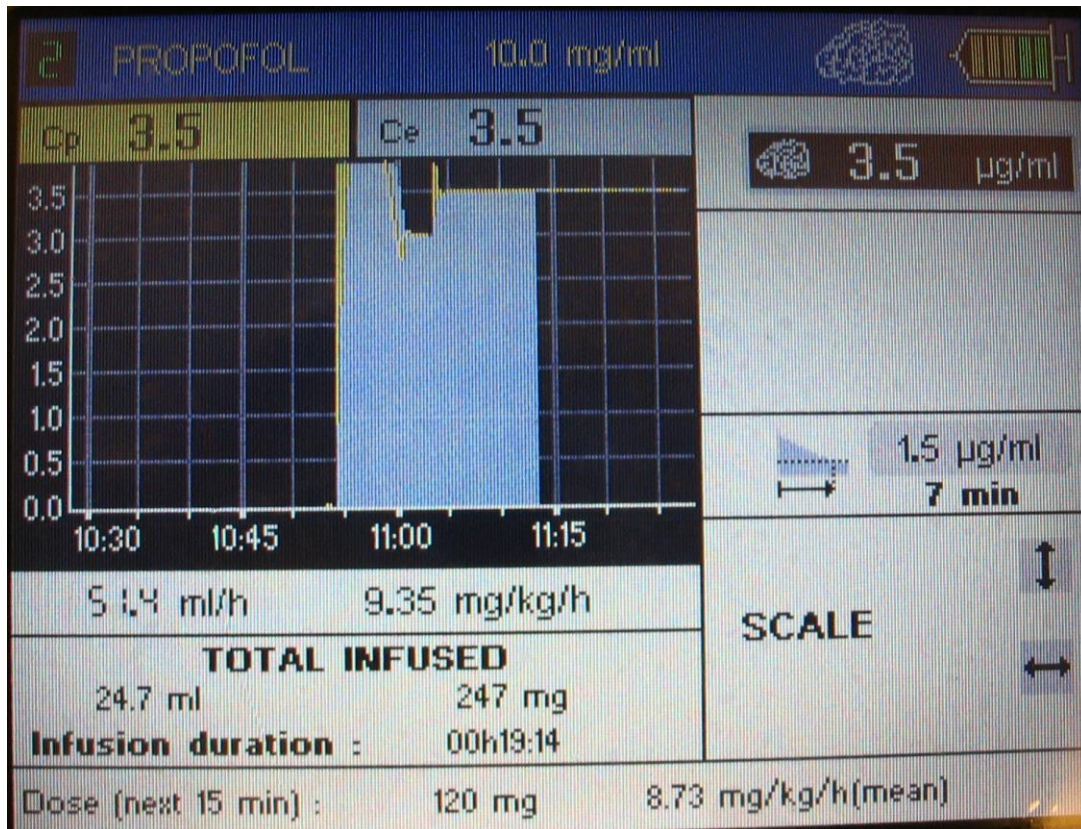 2 PROPOFOL 10.0 mg/ml
Cp 3.5 Ce 3.5
3.5 µg/ml
3.5
3.0
2.5
2.0
1.5
1.0
0.5
0.0
10:30 10:45 11:00 11:15
1.5 µg/ml
7 min
51.4 ml/h 9.35 mg/kg/h
SCALE
TOTAL INFUSED
24.7 ml 247 mg
Infusion duration : 00h19:14
Dose (next 15 min) : 120 mg 8.73 mg/kg/h(mean)